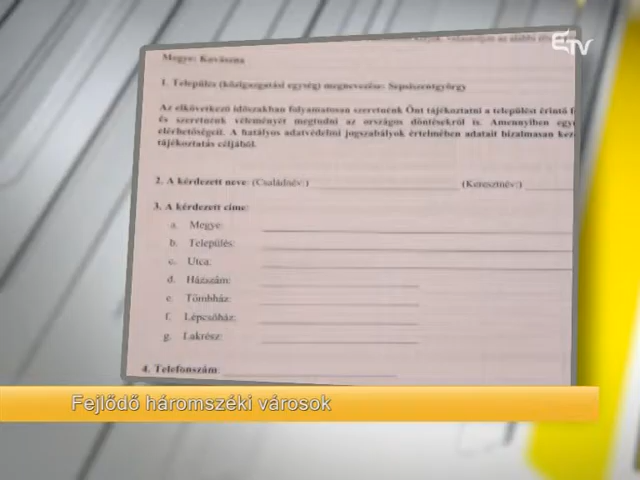 ETV
Megye: Kovászna
1. Település (közigazgatási egység) megnevezése: Sepsiszentgyörgy
Az elkövetkező időszakban folyamatosan szeretnénk Önt tájékoztatni a települést érintő f
és szeretnénk véleményét megtudni az országos döntésekről is. Amennyiben egy
elérhetőségeit. A hatályos adatvédelmi jogszabályok értelmében adatait bizalmasan kez
tájékoztatás céljából.
2. A kérdezett neve: (Családnév:) (Keresztnév:)
3. A kérdezett címe:
a. Megye:
b. Település:
c. Utca:
d. Házszám:
e. Tömbház:
f. Lépcsőház:
g. Lakrész:
4. Telefonszám:
Fejlődő háromszéki városok